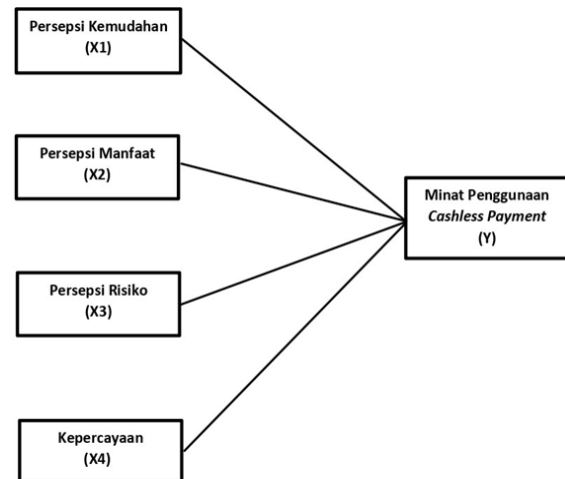 Persepsi Kemudahan
(X1)
Persepsi Manfaat
(X2)
Minat Penggunaan
Cashless Payment
(Y)
Persepsi Risiko
(X3)
Kepercayaan
(X4)